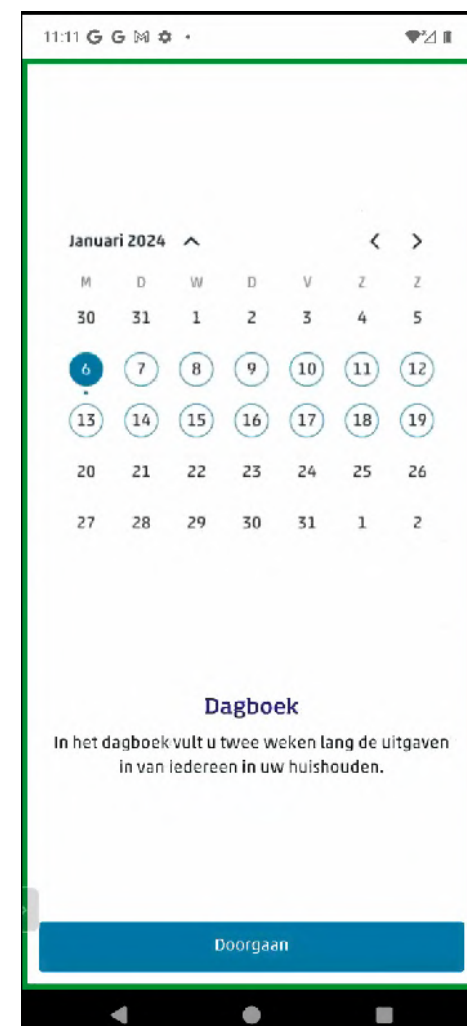 11:11 G G M
Januari 2024
M D W D V Z Z
30 31 1 2 3 4 5
6 7 8 9 10 11 12
13 14 15 16 17 18 19
20 21 22 23 24 25 26
27 28 29 30 31 1 2
Dagboek
In het dagboek vult u twee weken lang de uitgaven
in van iedereen in uw huishouden.
Doorgaan